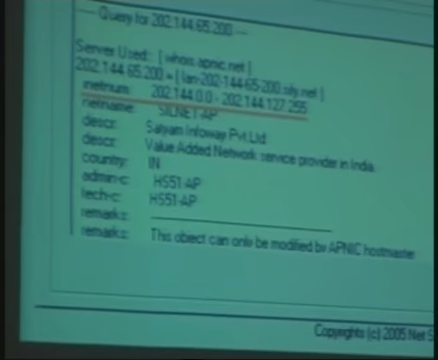 ---- Query for 202.144.65.200 ----
Server Used: [ whois.apnic.net ]
202.144.65.200 = [ lan-202-144-65-200.sify.net ]
inetnum: 202.144.0.0 - 202.144.127.255
netname: SILNET-AP
descr: Satyam Infoway Pvt.Ltd.
descr: Value Added Network service provider in India
country: IN
admin-c: HS51-AP
tech-c: HS51-AP
remarks:
remarks: This object can only be modified by APNIC hostmaster
Copyrights (c) 2005 Net S